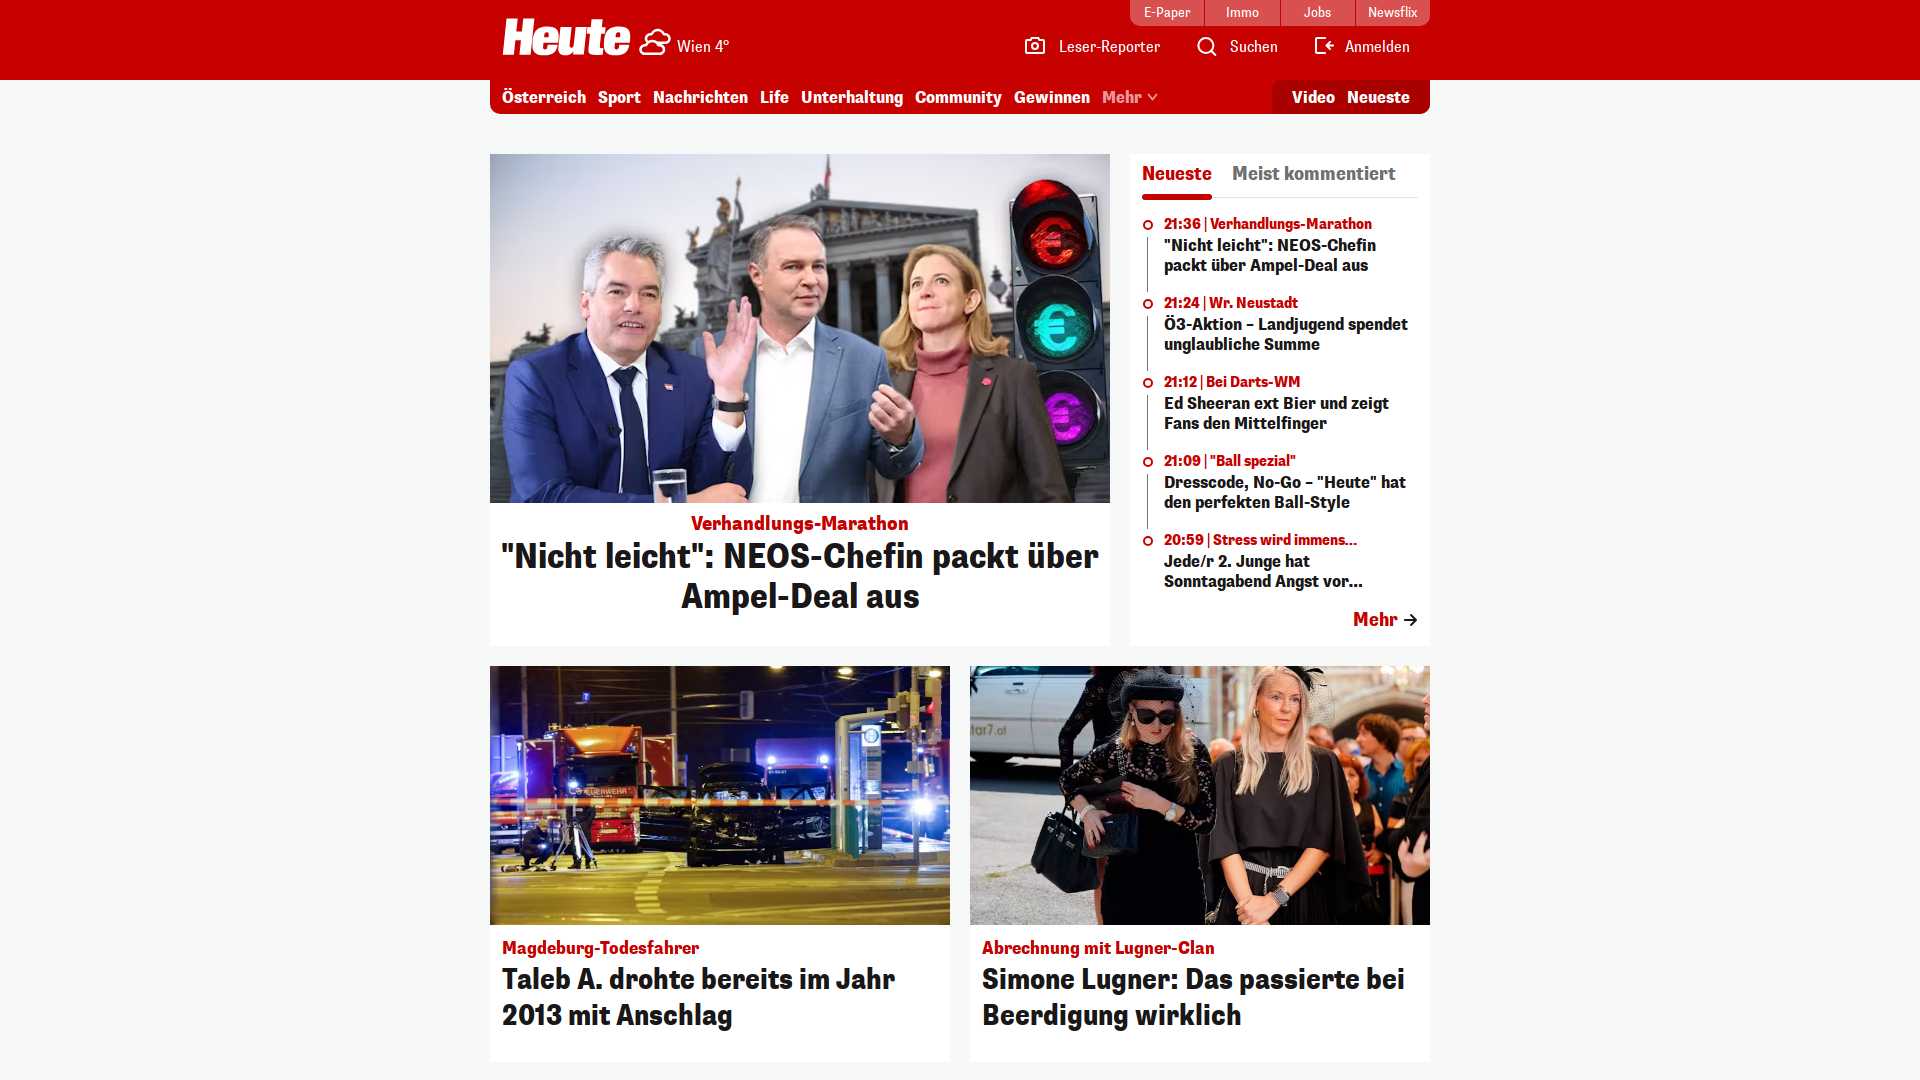 E-Paper
Immo
Jobs
Newsflix
Heute
Wien 4°
Leser-Reporter
Suchen
Anmelden
Österreich
Sport
Nachrichten
Life
Unterhaltung
Community
Gewinnen
Mehr
Video
Neueste
Verhandlungs-Marathon
"Nicht leicht": NEOS-Chefin packt über
Ampel-Deal aus
Neueste
Meist kommentiert
21:36 | Verhandlungs-Marathon
"Nicht leicht": NEOS-Chefin
packt über Ampel-Deal aus
21:24 | Wr. Neustadt
Ö3-Aktion – Landjugend spendet
unglaubliche Summe
21:12 | Bei Darts-WM
Ed Sheeran ext Bier und zeigt
Fans den Mittelfinger
21:09 | "Ball spezial"
Dresscode, No-Go – "Heute" hat
den perfekten Ball-Style
20:59 | Stress wird immens…
Jede/r 2. Junge hat
Sonntagabend Angst vor…
Mehr
FEUERWEHR
Magdeburg-Todesfahrer
Taleb A. drohte bereits im Jahr
2013 mit Anschlag
tar7.at
Abrechnung mit Lugner-Clan
Simone Lugner: Das passierte bei
Beerdigung wirklich